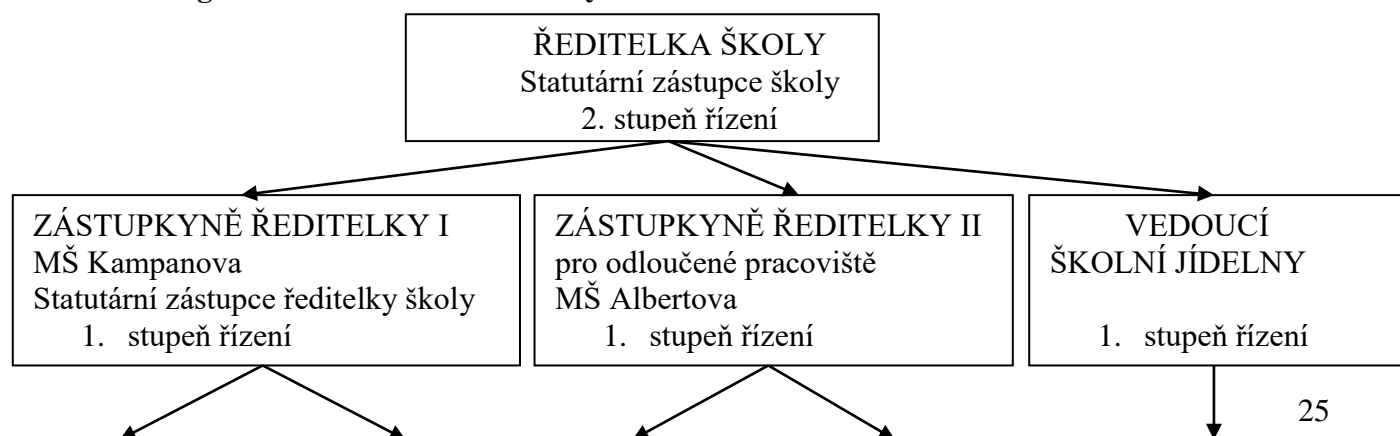 ŘEDITELKA ŠKOLY
Statutární zástupce školy
2. stupeň řízení
ZÁSTUPKYNĚ ŘEDITELKY I
MŠ Kampanova
Statutární zástupce ředitelky školy
1. stupeň řízení
ZÁSTUPKYNĚ ŘEDITELKY II
pro odloučené pracoviště
MŠ Albertova
1. stupeň řízení
VEDOUCÍ
ŠKOLNÍ JÍDELNY
1. stupeň řízení
25